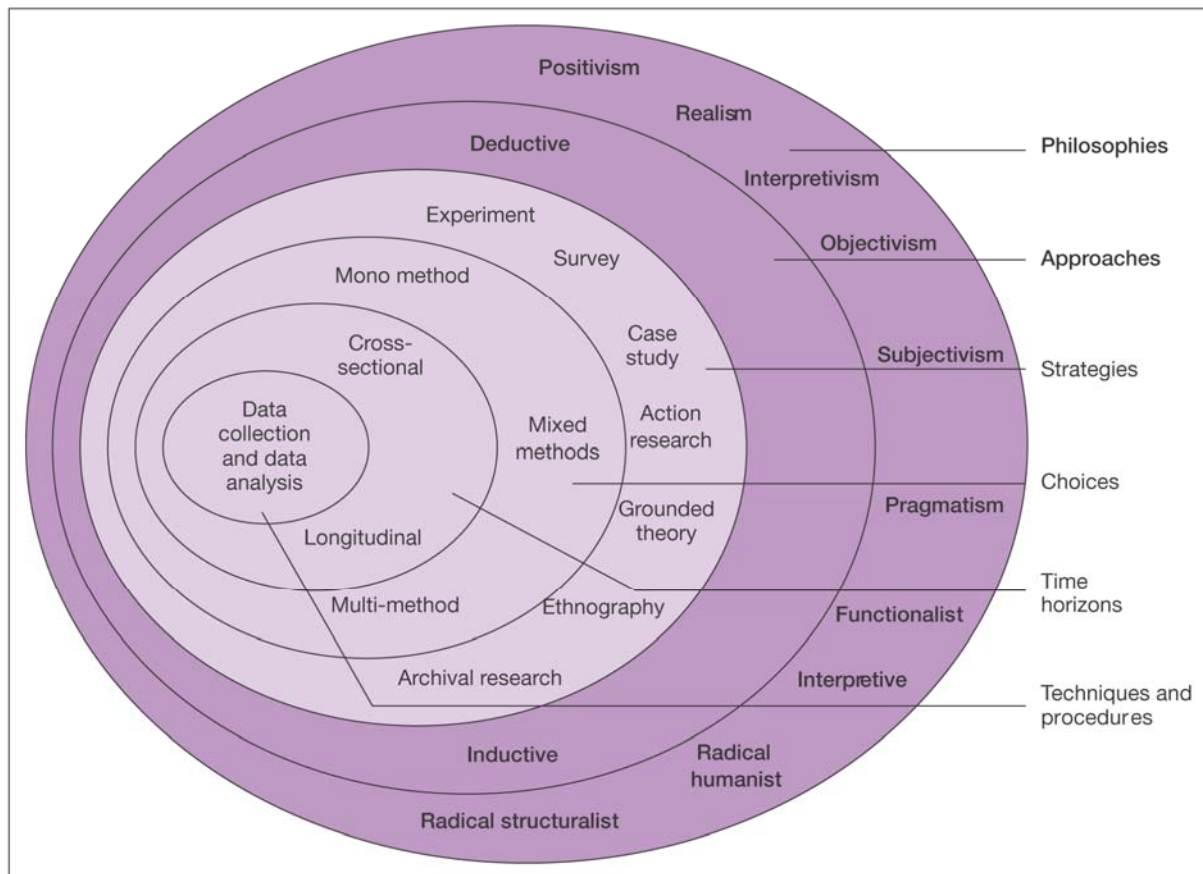 Positivism
Realism
Philosophies
Deductive
Interpretivism
Experiment
Objectivism
Survey
Approaches
Mono method
Case
study
Cross-
sectional
Subjectivism
Strategies
Data
collection
and data
analysis
Mixed
methods
Action
research
Choices
Pragmatism
Grounded
theory
Longitudinal
Time
horizons
Multi-method
Ethnography
Functionalist
Archival research
Interpretive
Techniques and
procedures
Inductive
Radical
humanist
Radical structuralist